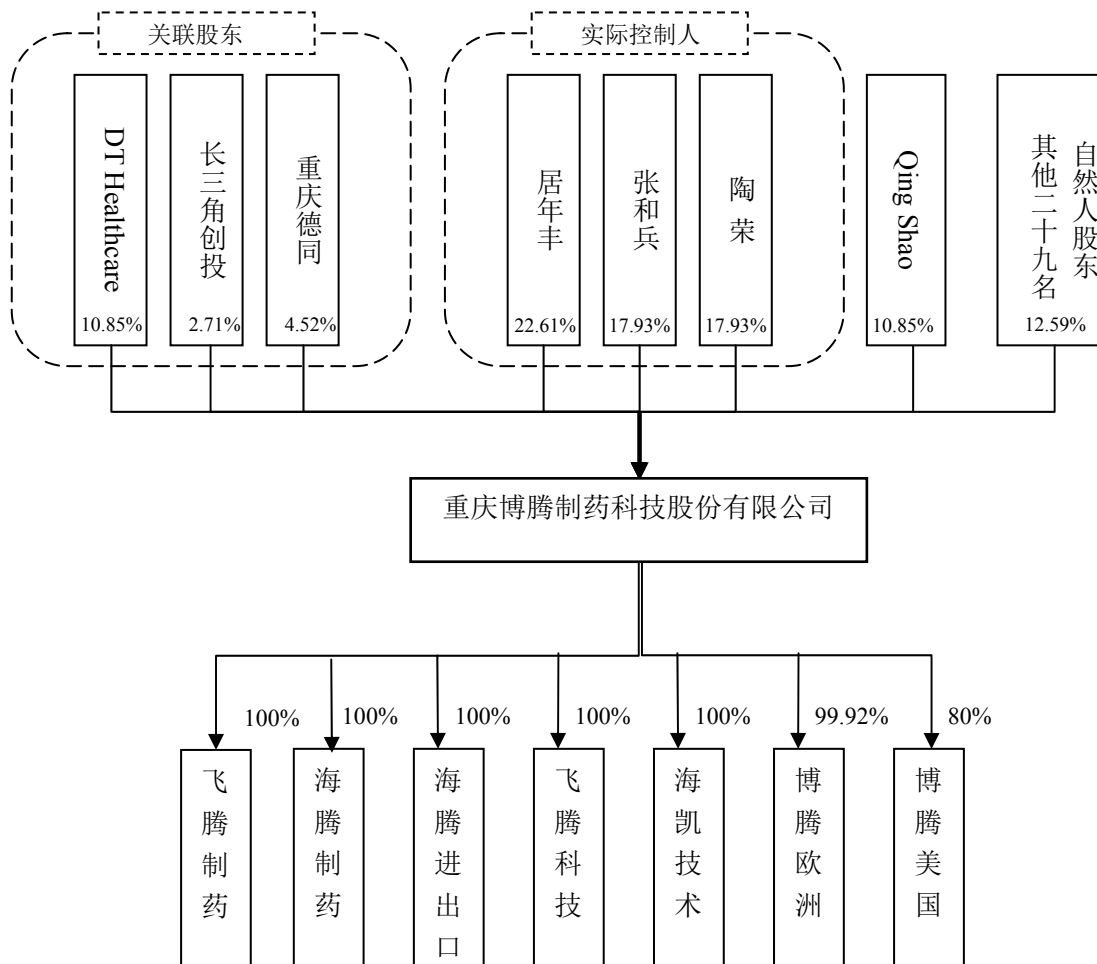 关联股东
实际控制人
DT Healthcare
10.85%
长三角创投
2.71%
重庆德同
4.52%
居年丰
22.61%
张和兵
17.93%
陶荣
17.93%
Qing Shao
10.85%
其他二十九名
自然人股东
12.59%
重庆博腾制药科技股份有限公司
100%
100%
100%
100%
100%
99.92%
80%
飞腾制药
海腾制药
海腾进出口
飞腾科技
海凯技术
博腾欧洲
博腾美国